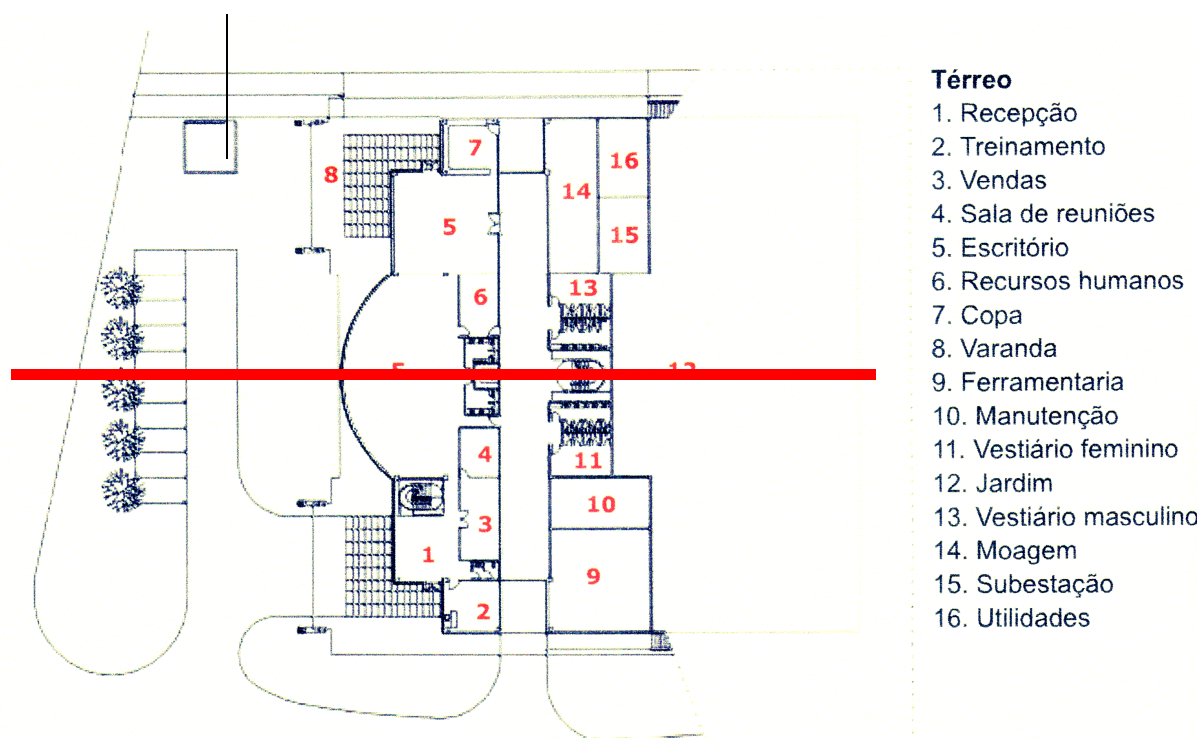 Térreo
1. Recepção
2. Treinamento
3. Vendas
4. Sala de reuniões
5. Escritório
6. Recursos humanos
7. Copa
8. Varanda
9. Ferramentaria
10. Manutenção
11. Vestiário feminino
12. Jardim
13. Vestiário masculino
14. Moagem
15. Subestação
16. Utilidades
7
16
8
14
5
15
13
6
4
11
10
3
1
9
2